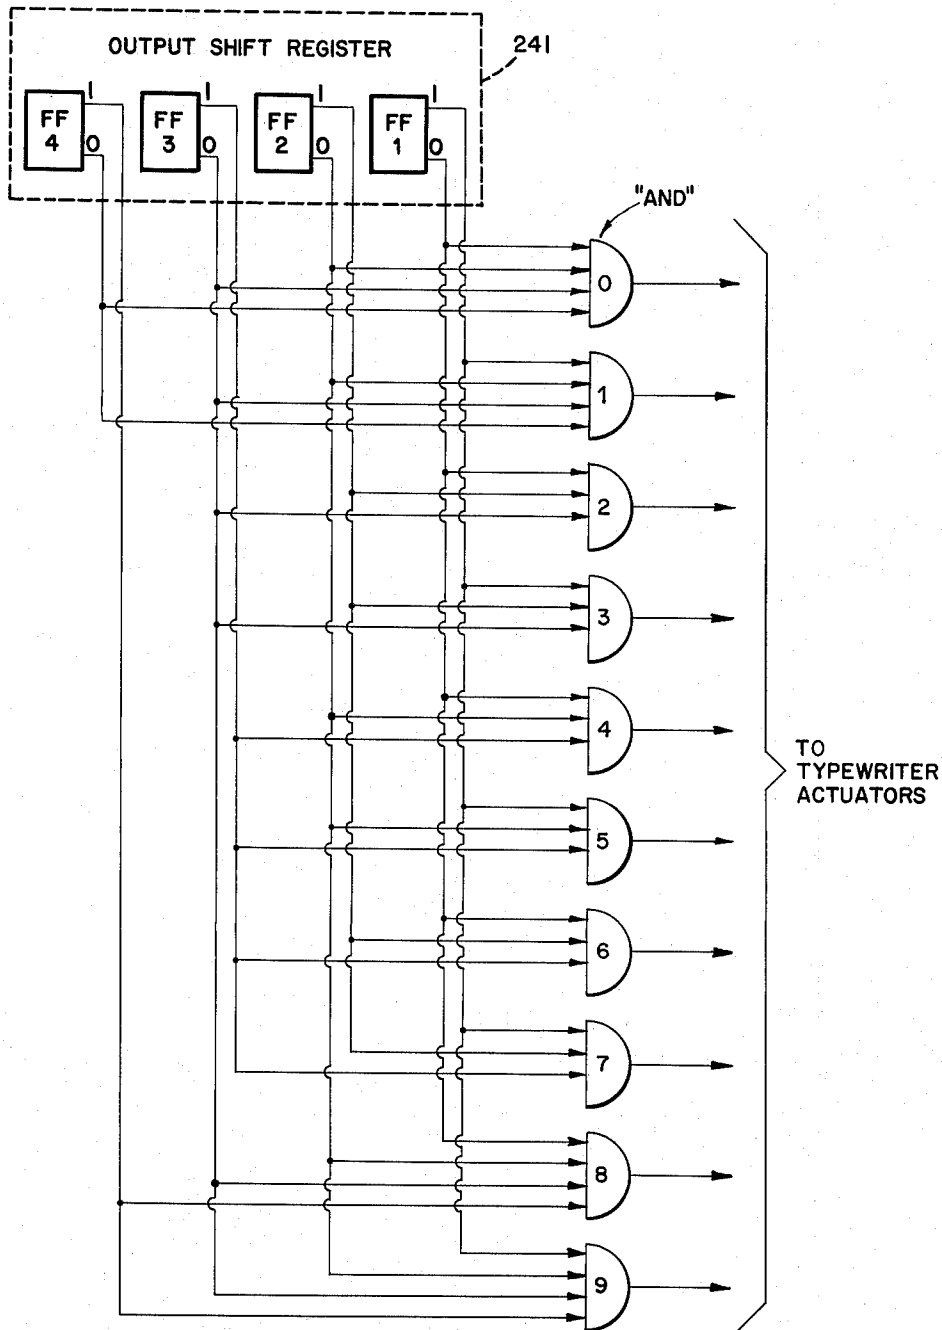 OUTPUT SHIFT REGISTER
241
FF 4
1
0
FF 3
1
0
FF 2
1
0
FF 1
1
0
"AND"
0
1
2
3
4
5
6
7
8
9
TO
TYPEWRITER
ACTUATORS